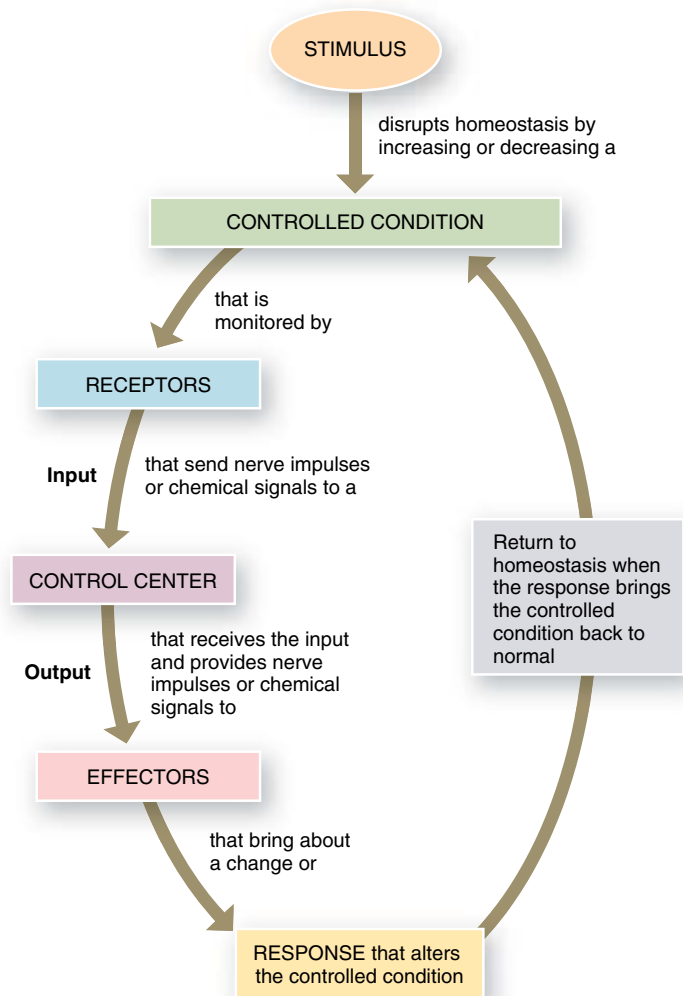 STIMULUS
disrupts homeostasis by
increasing or decreasing a
CONTROLLED CONDITION
that is
monitored by
RECEPTORS
Input
that send nerve impulses
or chemical signals to a
CONTROL CENTER
Output
that receives the input
and provides nerve
impulses or chemical
signals to
EFFECTORS
that bring about
a change or
RESPONSE that alters
the controlled condition
Return to
homeostasis when
the response brings
the controlled
condition back to
normal